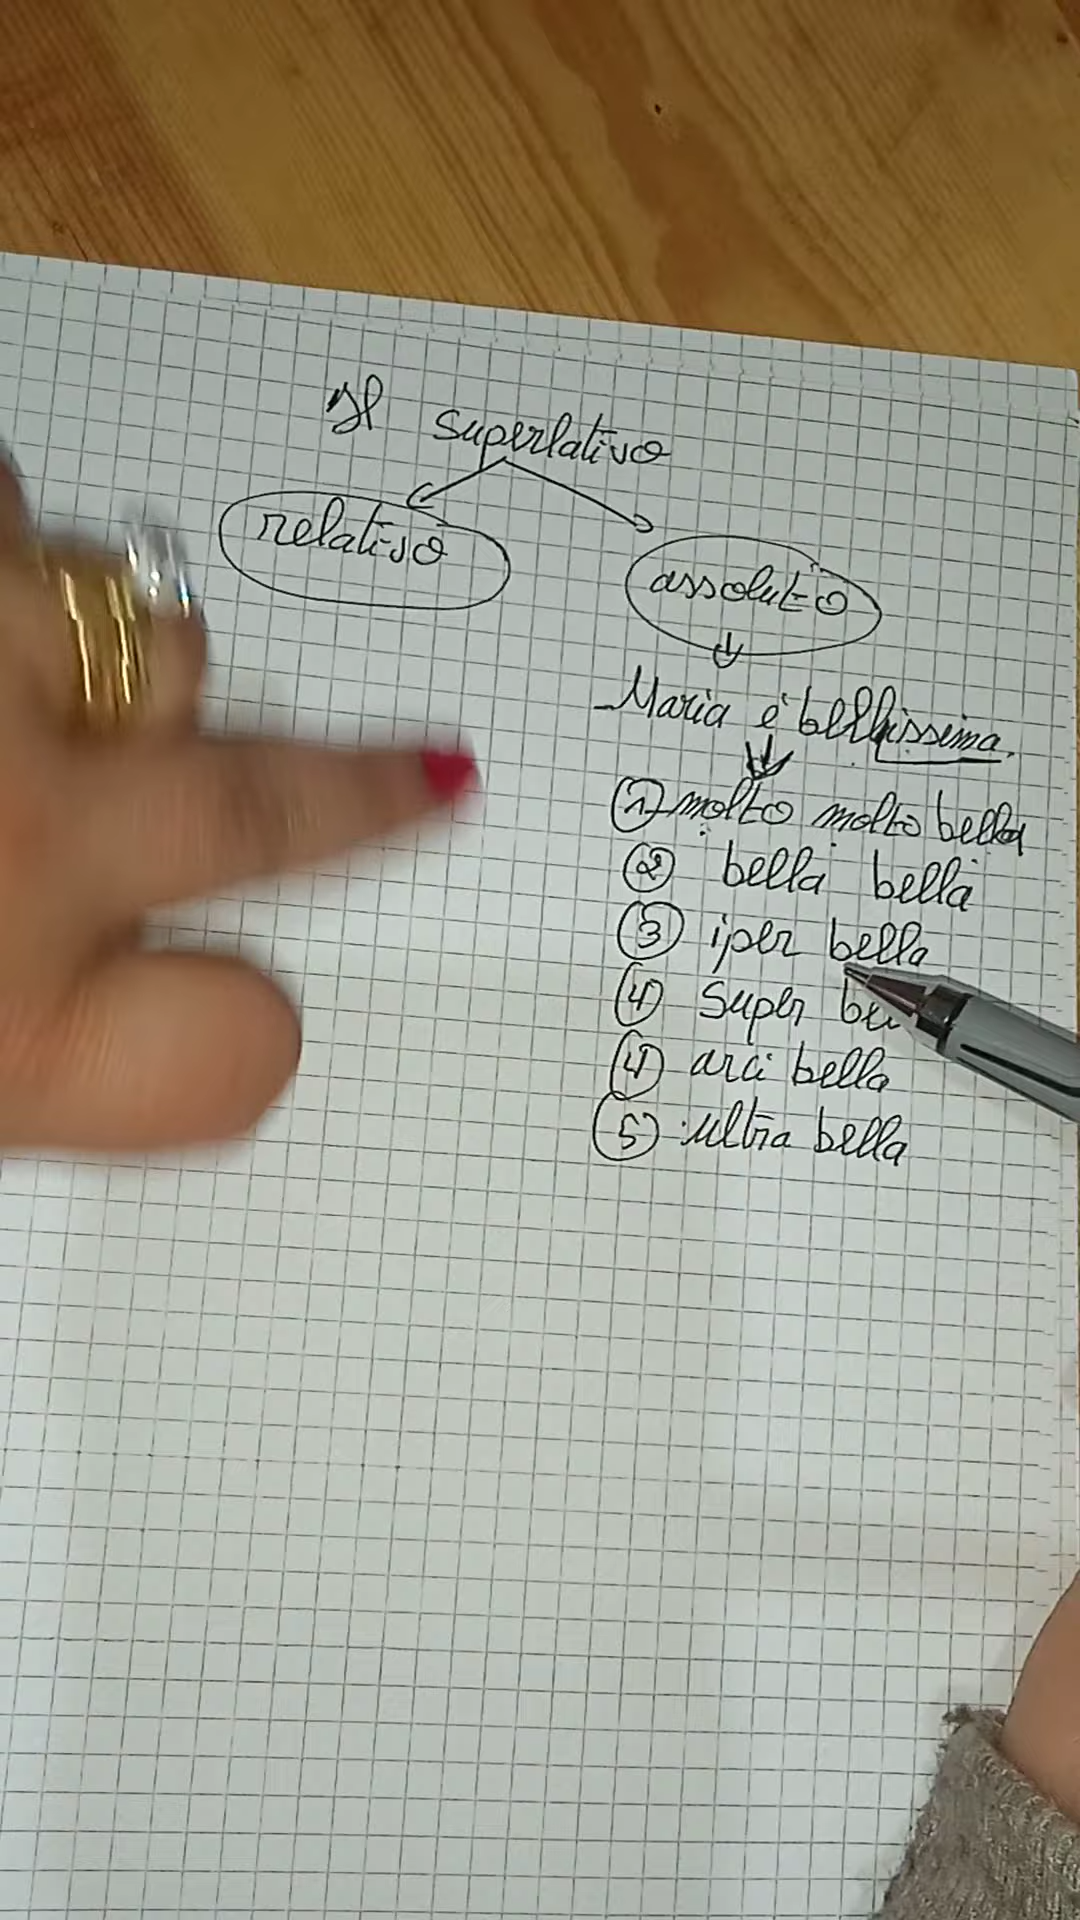 Il superlativo
relativo
assoluto
Maria è bellissima.
1 molto molto bella
2 bella bella
3 iper bella
4 super
4 arci bella
5 ultra bella